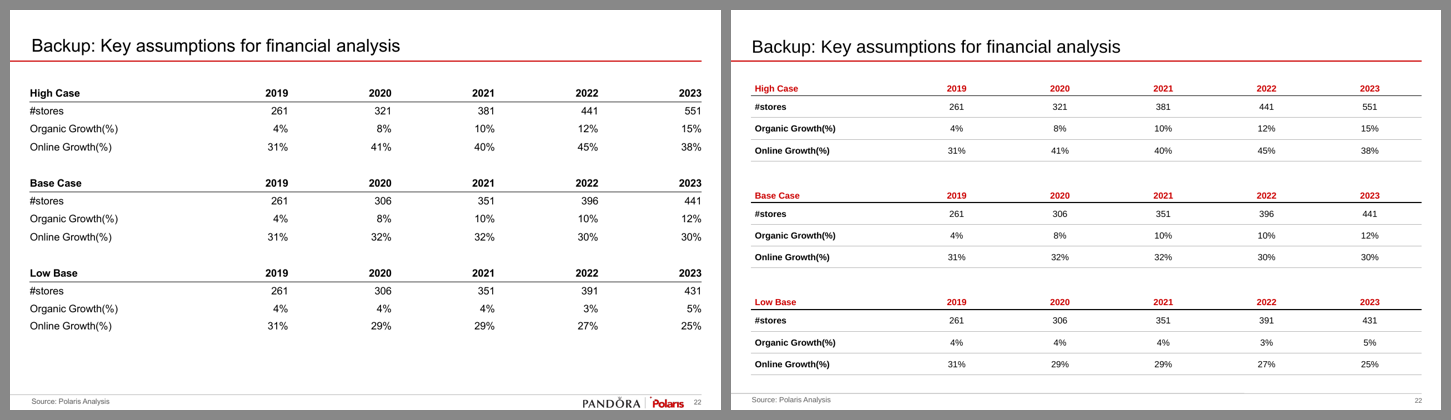 Backup: Key assumptions for financial analysis
High Case 2019 2020 2021 2022 2023
#stores 261 321 381 441 551
Organic Growth(%) 4% 8% 10% 12% 15%
Online Growth(%) 31% 41% 40% 45% 38%
Base Case 2019 2020 2021 2022 2023
#stores 261 306 351 396 441
Organic Growth(%) 4% 8% 10% 10% 12%
Online Growth(%) 31% 32% 32% 30% 30%
Low Base 2019 2020 2021 2022 2023
#stores 261 306 351 391 431
Organic Growth(%) 4% 4% 4% 3% 5%
Online Growth(%) 31% 29% 29% 27% 25%
Source: Polaris Analysis PANDÖRA Polaris 22
Backup: Key assumptions for financial analysis
High Case 2019 2020 2021 2022 2023
#stores 261 321 381 441 551
Organic Growth(%) 4% 8% 10% 12% 15%
Online Growth(%) 31% 41% 40% 45% 38%
Base Case 2019 2020 2021 2022 2023
#stores 261 306 351 396 441
Organic Growth(%) 4% 8% 10% 10% 12%
Online Growth(%) 31% 32% 32% 30% 30%
Low Base 2019 2020 2021 2022 2023
#stores 261 306 351 391 431
Organic Growth(%) 4% 4% 4% 3% 5%
Online Growth(%) 31% 29% 29% 27% 25%
Source: Polaris Analysis 22